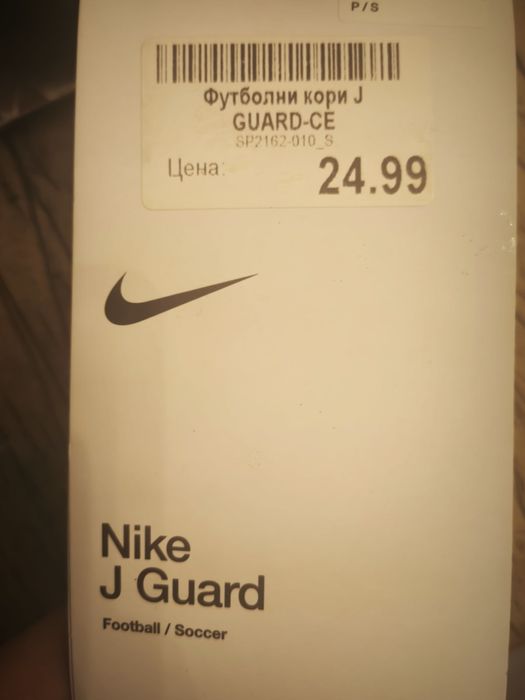 P/S
Футболни кори J
GUARD-CE
SP2162-010_S
Цена: 24.99
Nike
J Guard
Football / Soccer